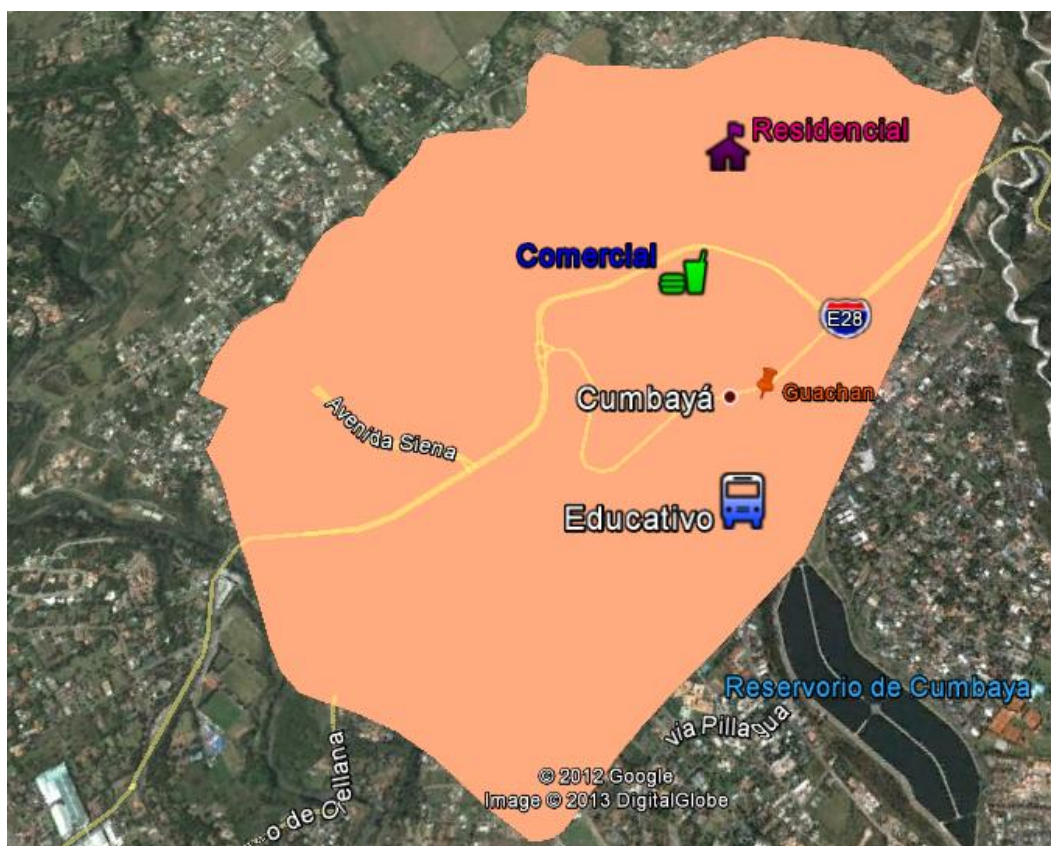 Residencial
Comercial
E28
Cumbayá
Guachan
Avenida Siena
Educativo
Reservorio de Cumbaya
vía Pillagua
© 2012 Google
Image © 2013 DigitalGlobe
o de Orellana